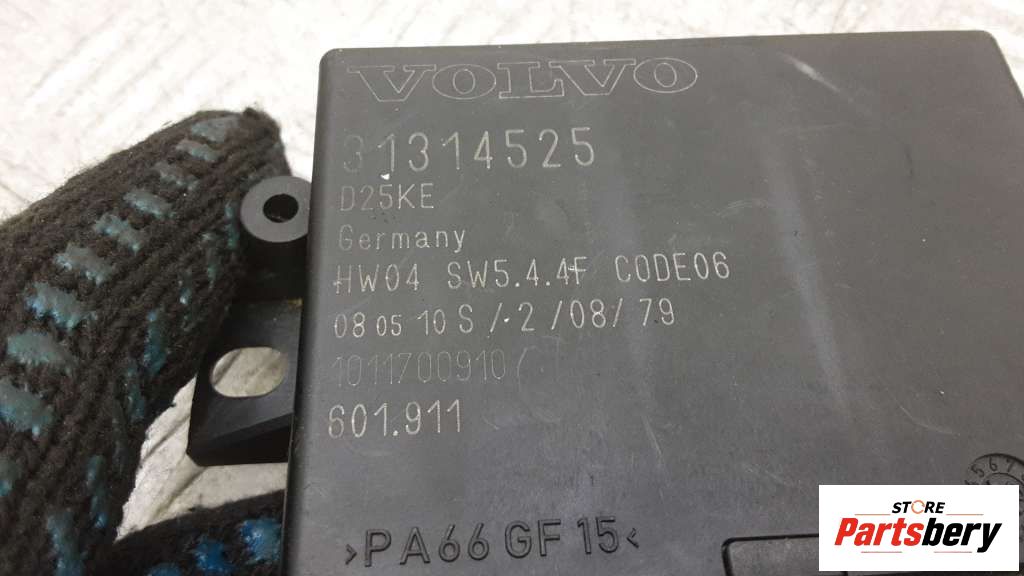 VOLVO
31314525
D25KE
Germany
HW04 SW5.4.4F CODE06
08 05 10 S / 2 /08/ 79
1011700910
601.911
>PA66 GF15<
567
STORE
Partsbery